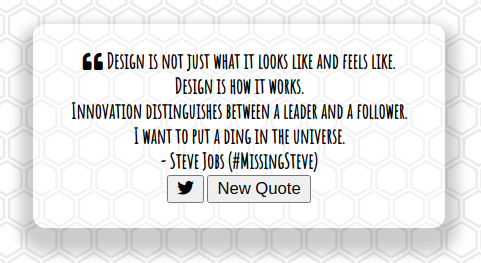 “ Design is not just what it looks like and feels like.
Design is how it works.
Innovation distinguishes between a leader and a follower.
I want to put a ding in the universe.
- Steve Jobs (#MissingSteve)
New Quote